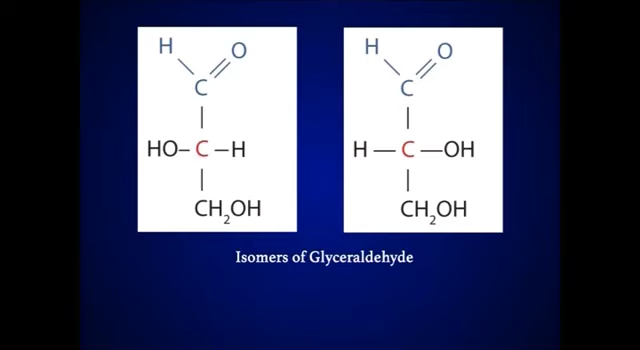 H O
C
HO– C –H
CH2OH
H O
C
H — C —OH
CH2OH
Isomers of Glyceraldehyde